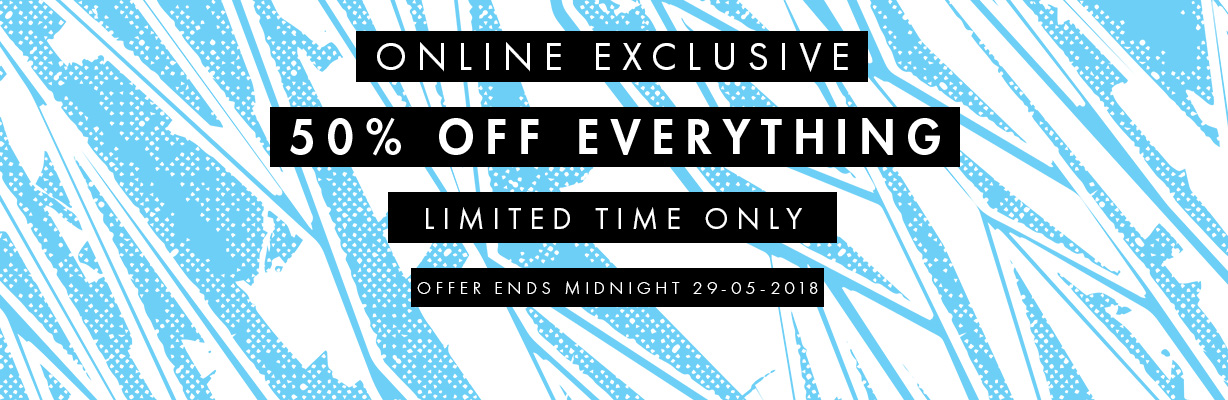 ONLINE EXCLUSIVE
50% OFF EVERYTHING
LIMITED TIME ONLY
OFFER ENDS MIDNIGHT 29-05-2018